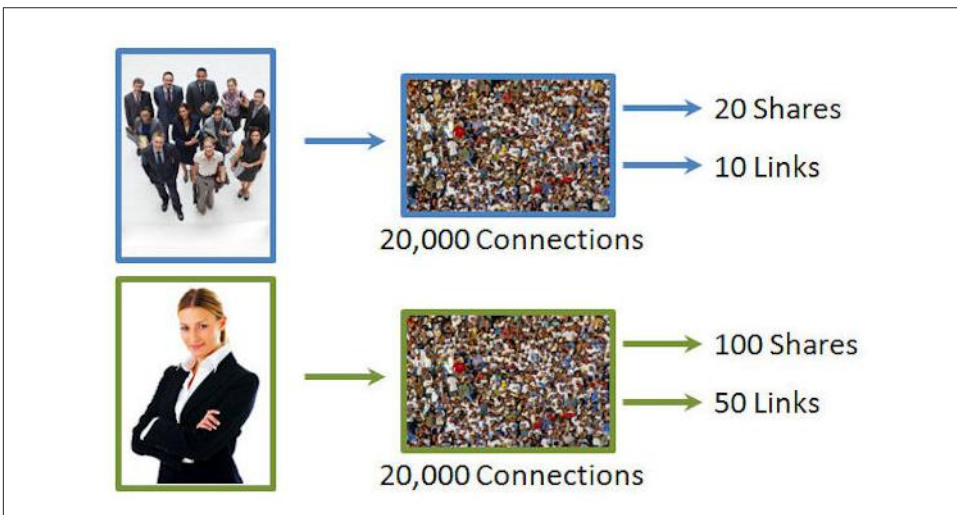 20 Shares
10 Links
20,000 Connections
100 Shares
50 Links
20,000 Connections